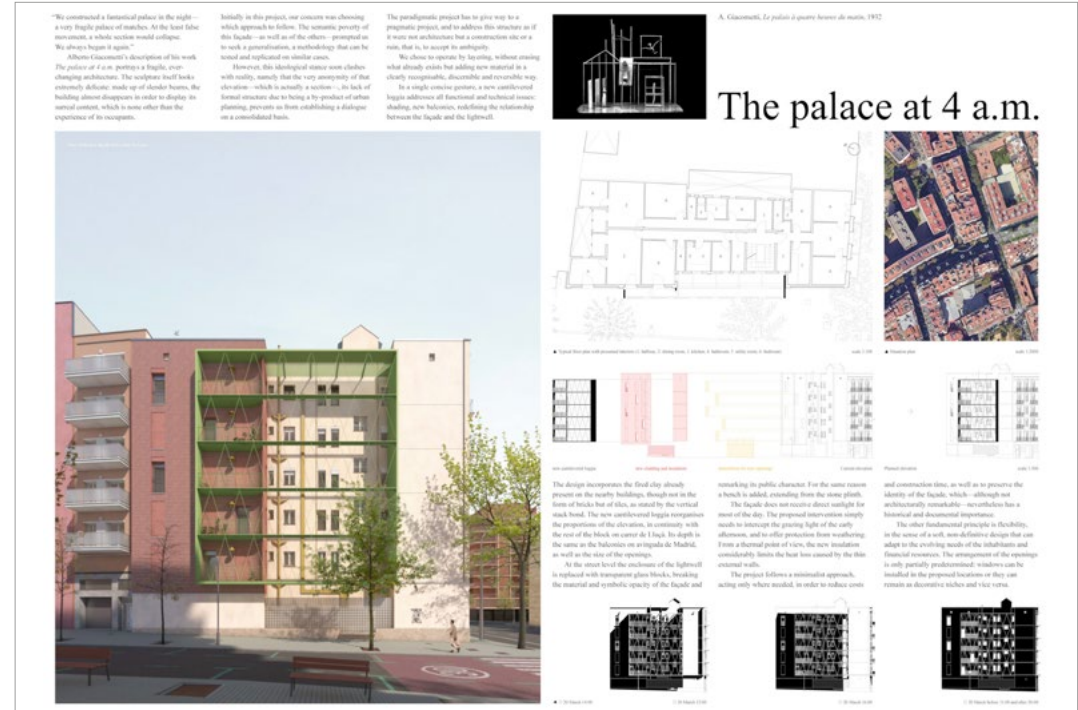 "We constructed a fantastical palace in the night—
a very fragile palace of matches. At the least false
movement, a whole section would collapse.
We always began it again."
Alberto Giacometti's description of his work
The palace at 4 a.m. portrays a fragile, ever-
changing architecture. The sculpture itself looks
extremely delicate: made up of slender beams, the
building almost disappears in order to display its
surreal content, which is none other than the
experience of its occupants.
Initially in this project, our concern was choosing
which approach to follow. The semantic poverty of
this façade—as well as of the others—prompted us
to seek a generalisation, a methodology that can be
tested and replicated on similar cases.
However, this ideological stance soon clashes
with reality, namely that the very anonymity of that
elevation—which is actually a section—, its lack of
formal structure due to being a by-product of urban
planning, prevents us from establishing a dialogue
on a consolidated basis.
The paradigmatic project has to give way to a
pragmatic project, and to address this structure as if
it were not architecture but a construction site or a
ruin, that is, to accept its ambiguity.
We chose to operate by layering, without erasing
what already exists but adding new material in a
clearly recognisable, discernible and reversible way.
In a single concise gesture, a new cantilevered
loggia addresses all functional and technical issues:
shading, new balconies, redefining the relationship
between the façade and the lightwell.
A. Giacometti, Le palais à quatre heures du matin, 1932
The palace at 4 a.m.
scale 1:200
Situation plan
new cantilevered loggia
new cladding and insulation
Current elevation
Planned elevation
The design incorporates the fired clay already
present on the nearby buildings, though not in the
form of bricks but of tiles, as stated by the vertical
stack bond. The new cantilevered loggia reorganises
the proportions of the elevation, in continuity with
the rest of the block on carrer de Lluçà. Its depth is
the same as the balconies on avinguda de Madrid,
as well as the size of the openings.
At the street level the enclosure of the lightwell
is replaced with transparent glass blocks, breaking
the material and symbolic opacity of the façade and
remarking its public character. For the same reason
a bench is added, extending from the stone plinth.
The façade does not receive direct sunlight for
most of the day. The proposed intervention simply
needs to intercept the grazing light of the early
afternoon, and to offer protection from weathering.
From a thermal point of view, the new insulation
considerably limits the heat loss caused by the thin
external walls.
The project follows a minimalist approach,
acting only where needed, in order to reduce costs
and construction time, as well as to preserve the
identity of the façade, which—although not
architecturally remarkable—nevertheless has a
historical and documental importance.
The other fundamental principle is flexibility,
in the sense of a soft, non-definitive design that can
adapt to the evolving needs of the inhabitants and
financial resources. The arrangement of the openings
is only partially predetermined: windows can be
installed in the proposed locations or they can
remain as decorative niches and vice versa.